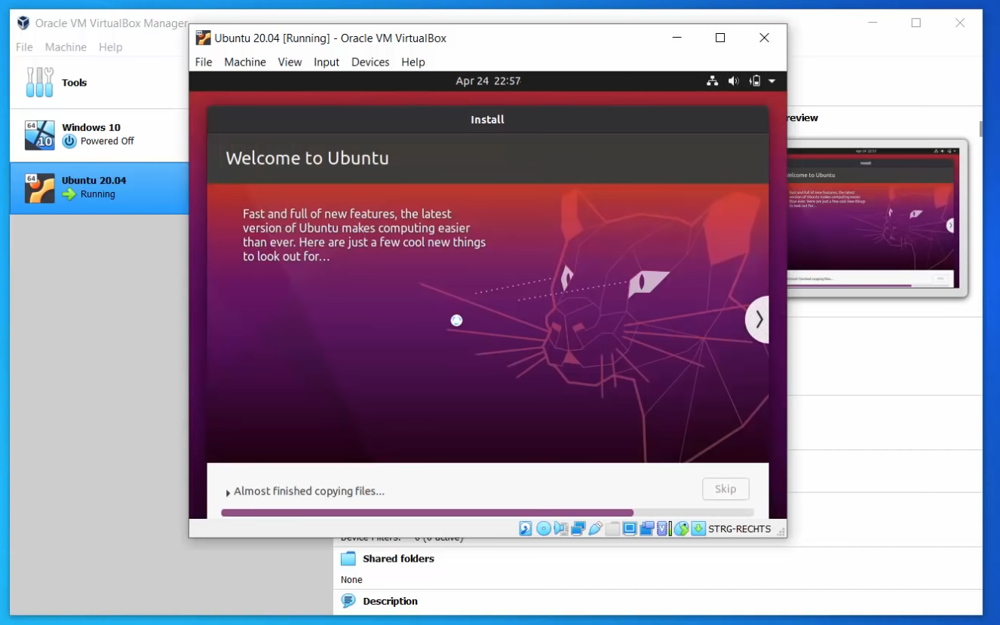 Oracle VM VirtualBox Manager
File Machine Help
Tools
64
10
Windows 10
Powered Off
64
Ubuntu 20.04
Running
Ubuntu 20.04 [Running] - Oracle VM VirtualBox
File Machine View Input Devices Help
Apr 24 22:57
Install
Welcome to Ubuntu
Fast and full of new features, the latest
version of Ubuntu makes computing easier
than ever. Here are just a few cool new things
to look out for...
Almost finished copying files...
Skip
STRG-RECHTS
review
Apr 24 22:57
Install
elcome to Ubuntu
Fast and full of new features, the latest
version of Ubuntu makes computing easier
than ever. Here are just a few cool new things
to look out for...
lmost finished copying files...
Skip
Device Filters: 0 (0 active)
Shared folders
None
Description